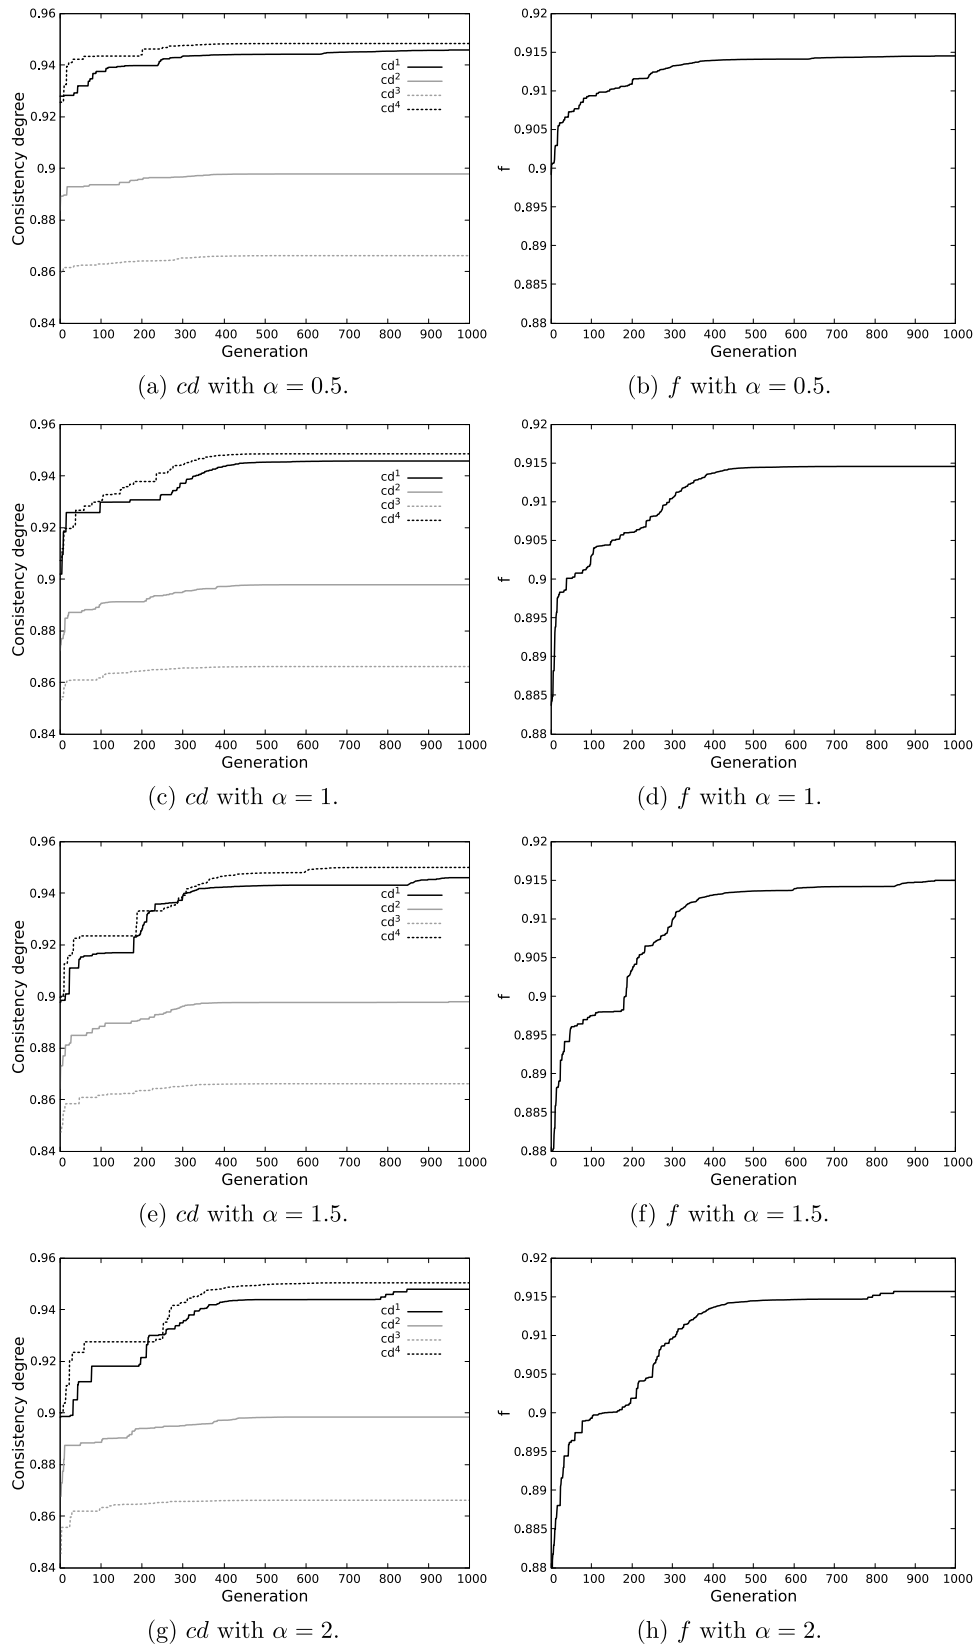 0.96
0.94
0.92
0.9
0.88
0.86
0.84
Consistency degree
cd¹
cd²
cd³
cd⁴
0 100 200 300 400 500 600 700 800 900 1000
Generation
(a) cd with α = 0.5.
0.92
0.915
0.91
0.905
0.9
0.895
0.89
0.885
0.88
f
0 100 200 300 400 500 600 700 800 900 1000
Generation
(b) f with α = 0.5.
0.96
0.94
0.92
0.9
0.88
0.86
0.84
Consistency degree
cd¹
cd²
cd³
cd⁴
0 100 200 300 400 500 600 700 800 900 1000
Generation
(c) cd with α = 1.
0.92
0.915
0.91
0.905
0.9
0.895
0.89
0.885
0.88
f
0 100 200 300 400 500 600 700 800 900 1000
Generation
(d) f with α = 1.
0.96
0.94
0.92
0.9
0.88
0.86
0.84
Consistency degree
cd¹
cd²
cd³
cd⁴
0 100 200 300 400 500 600 700 800 900 1000
Generation
(e) cd with α = 1.5.
0.92
0.915
0.91
0.905
0.9
0.895
0.89
0.885
0.88
f
0 100 200 300 400 500 600 700 800 900 1000
Generation
(f) f with α = 1.5.
0.96
0.94
0.92
0.9
0.88
0.86
0.84
Consistency degree
cd¹
cd²
cd³
cd⁴
0 100 200 300 400 500 600 700 800 900 1000
Generation
(g) cd with α = 2.
0.92
0.915
0.91
0.905
0.9
0.895
0.89
0.885
0.88
f
0 100 200 300 400 500 600 700 800 900 1000
Generation
(h) f with α = 2.